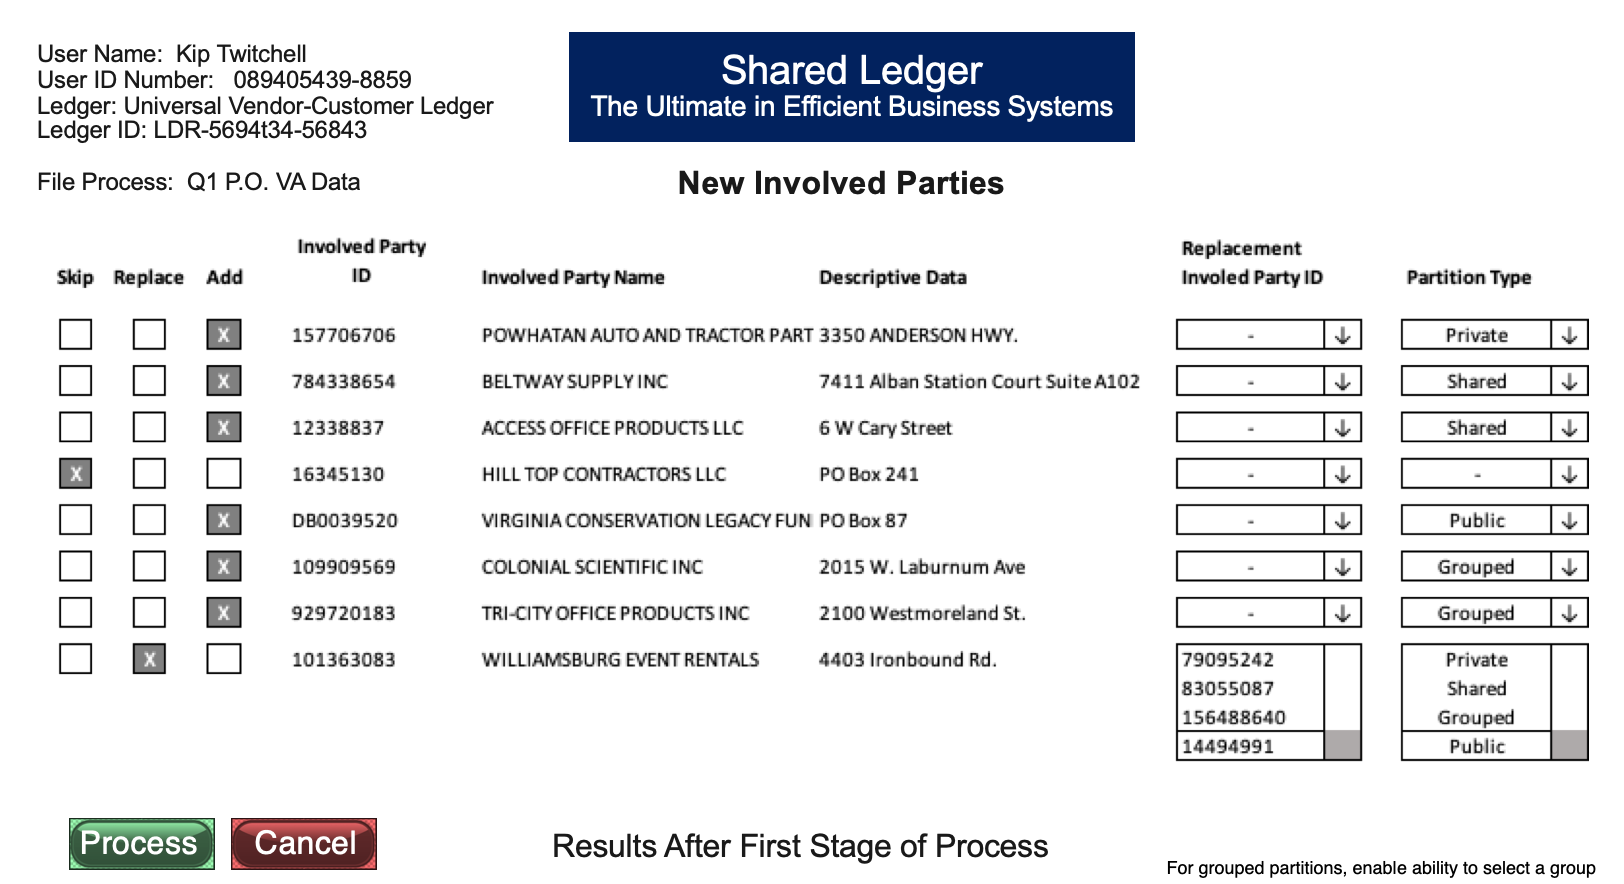 User Name:  Kip Twitchell
User ID Number:   089405439-8859
Ledger: Universal Vendor-Customer Ledger
Ledger ID: LDR-5694t34-56843
Shared Ledger
The Ultimate in Efficient Business Systems
File Process:  Q1 P.O. VA Data
New Involved Parties
Skip Replace Add Involved Party ID Involved Party Name Descriptive Data Replacement Involed Party ID Partition Type
X 157706706 POWHATAN AUTO AND TRACTOR PART 3350 ANDERSON HWY. - ↓ Private ↓
X 784338654 BELTWAY SUPPLY INC 7411 Alban Station Court Suite A102 - ↓ Shared ↓
X 12338837 ACCESS OFFICE PRODUCTS LLC 6 W Cary Street - ↓ Shared ↓
X 16345130 HILL TOP CONTRACTORS LLC PO Box 241 - ↓ - ↓
X DB0039520 VIRGINIA CONSERVATION LEGACY FUN PO Box 87 - ↓ Public ↓
X 109909569 COLONIAL SCIENTIFIC INC 2015 W. Laburnum Ave - ↓ Grouped ↓
X 929720183 TRI-CITY OFFICE PRODUCTS INC 2100 Westmoreland St. - ↓ Grouped ↓
X 101363083 WILLIAMSBURG EVENT RENTALS 4403 Ironbound Rd. 79095242 Private
83055087 Shared
156488640 Grouped
14494991 Public
Process Cancel Results After First Stage of Process
For grouped partitions, enable ability to select a group